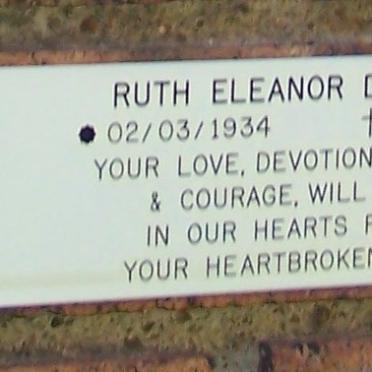 RUTH ELEANOR
02/03/1934
YOUR LOVE, DEVOTION
& COURAGE, WILL
IN OUR HEARTS
YOUR HEARTBROKEN